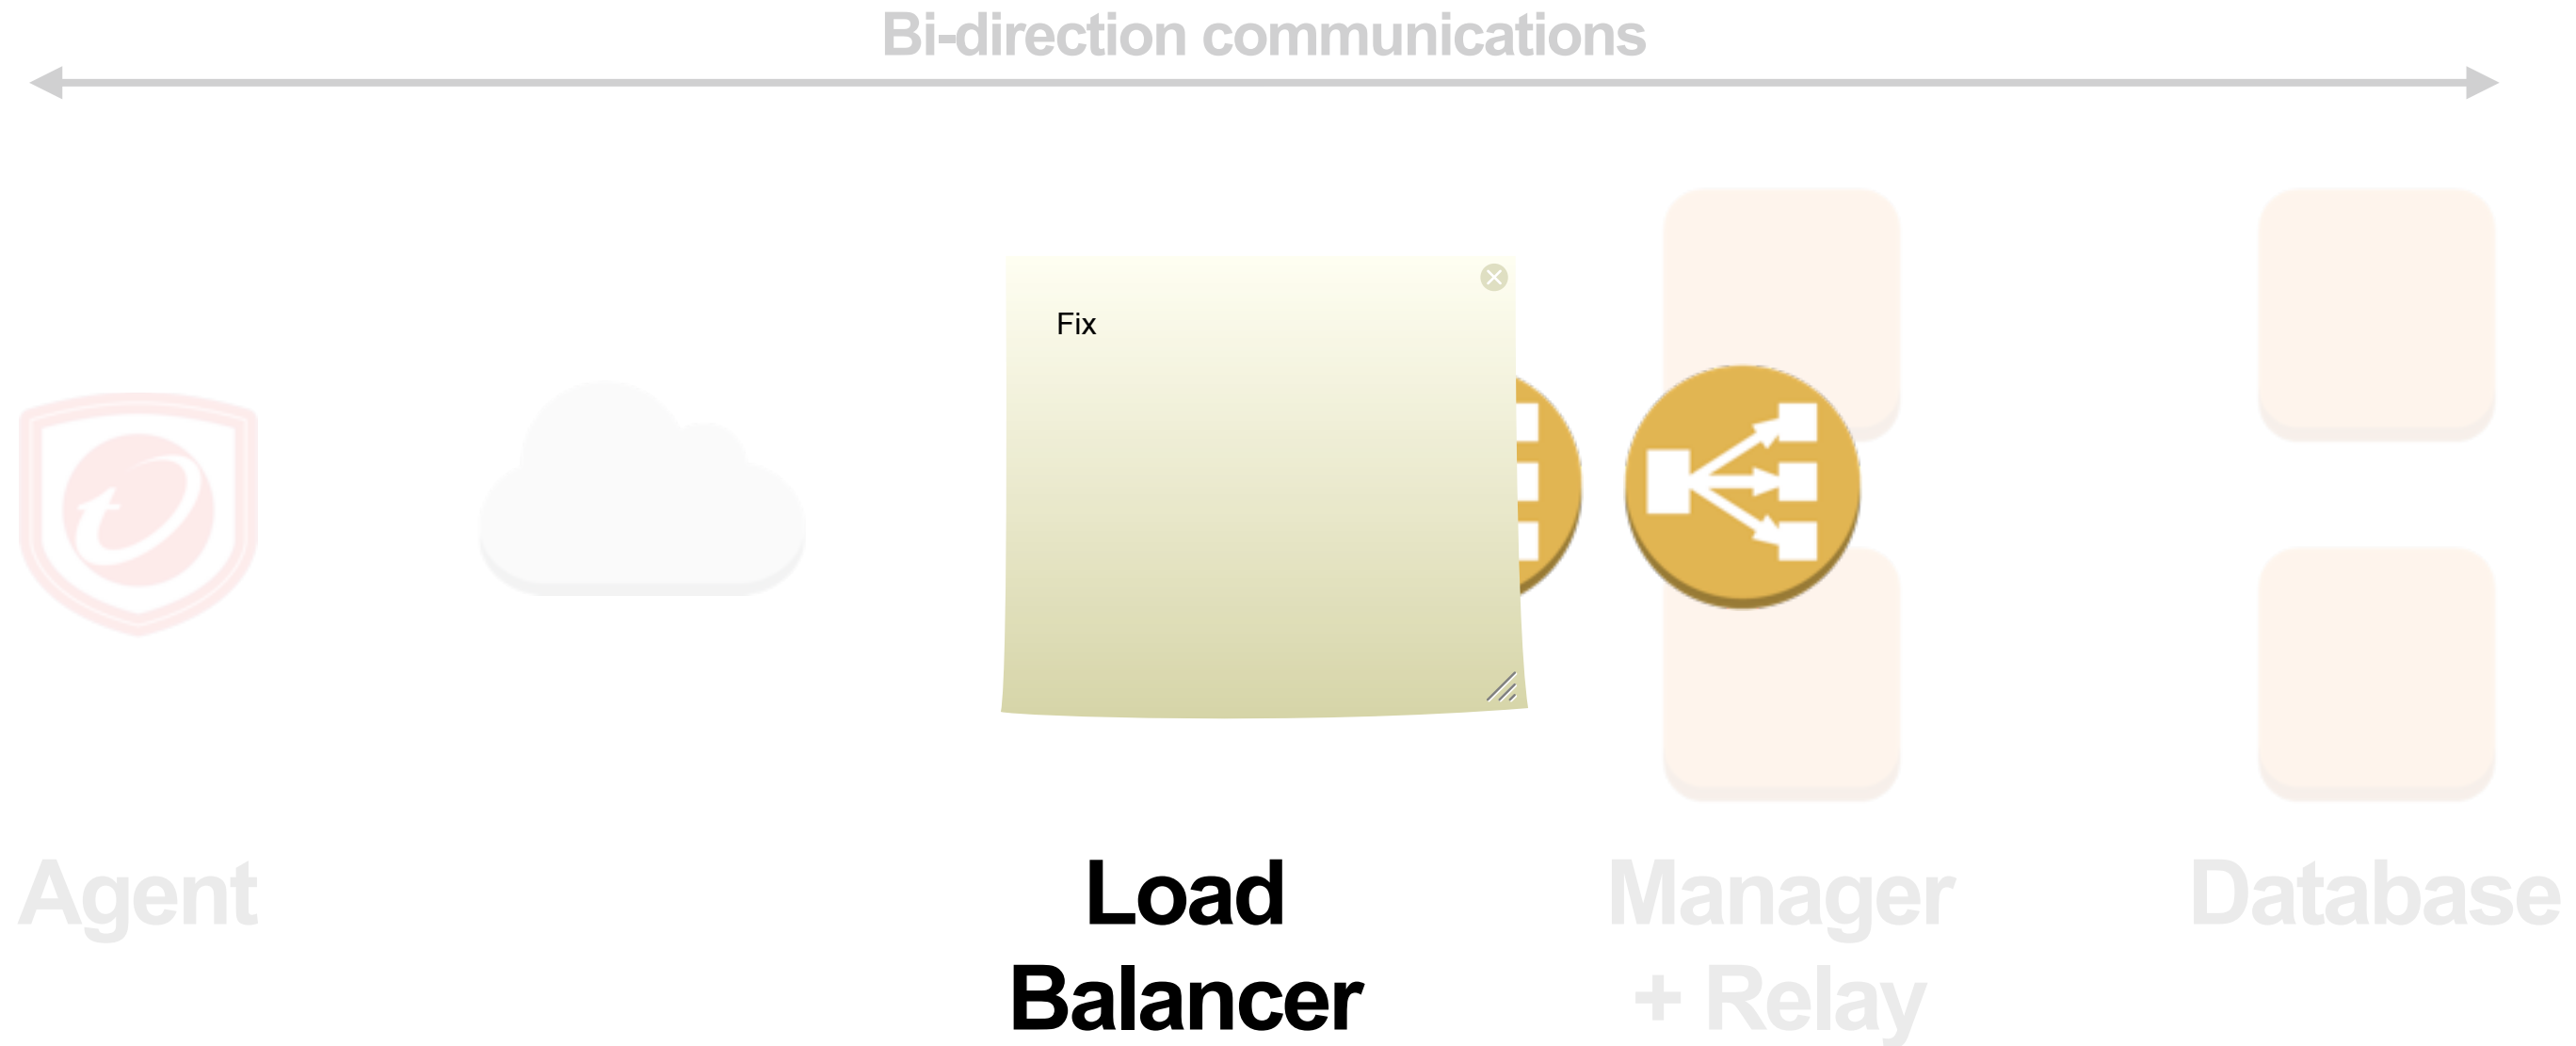 Bi-direction communications
Fix
Agent
Load
Balancer
Manager
+ Relay
Database